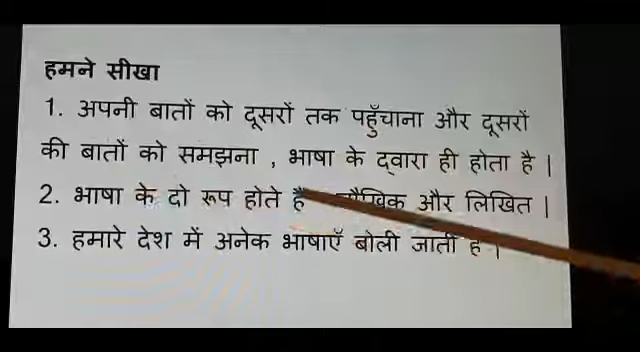 हमने सीखा
1. अपनी बातों को दूसरों तक पहुँचाना और दूसरों
की बातों को समझना , भाषा के द्वारा ही होता है |
2. भाषा के दो रूप होते हैं मौखिक और लिखित |
3. हमारे देश में अनेक भाषाएँ बोली जाती है |